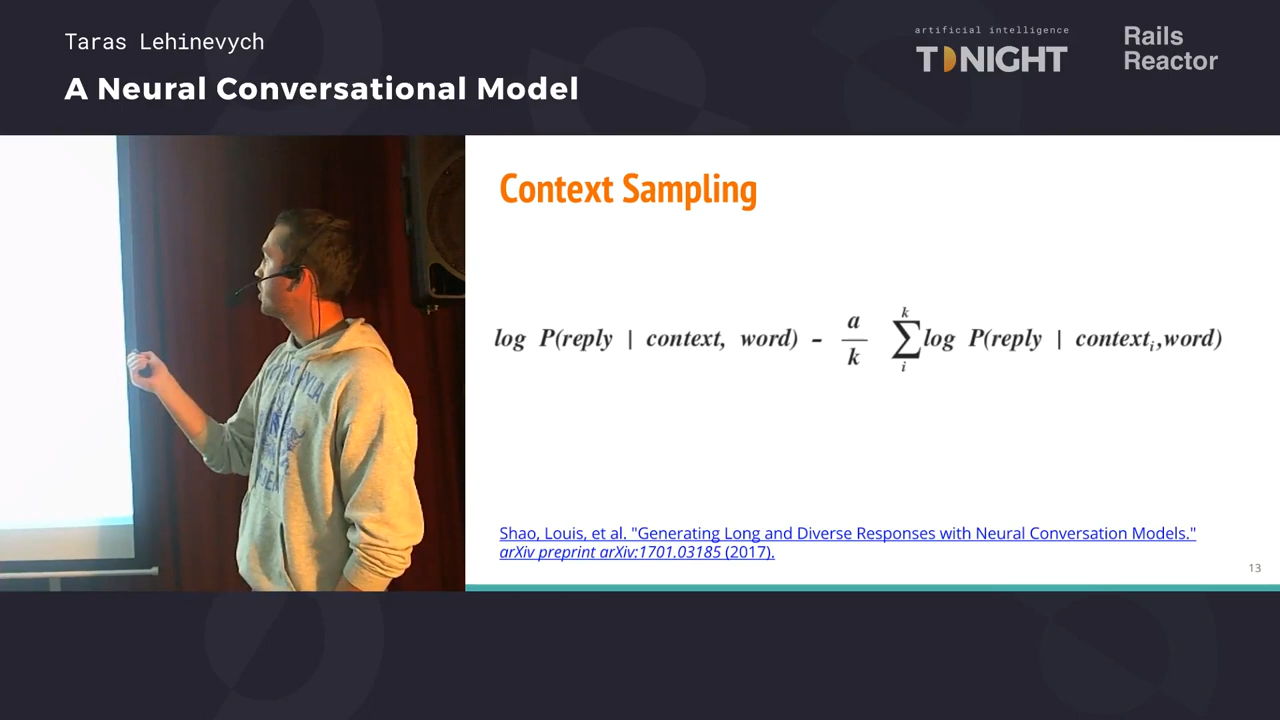 Taras Lehinevych
A Neural Conversational Model
artificial intelligence
TONIGHT
Rails
Reactor
Context Sampling
log P(reply | context, word) - a/k ∑ᵢᵏ log P(reply | contextᵢ,word)
Shao, Louis, et al. "Generating Long and Diverse Responses with Neural Conversation Models."
arXiv preprint arXiv:1701.03185 (2017).
13